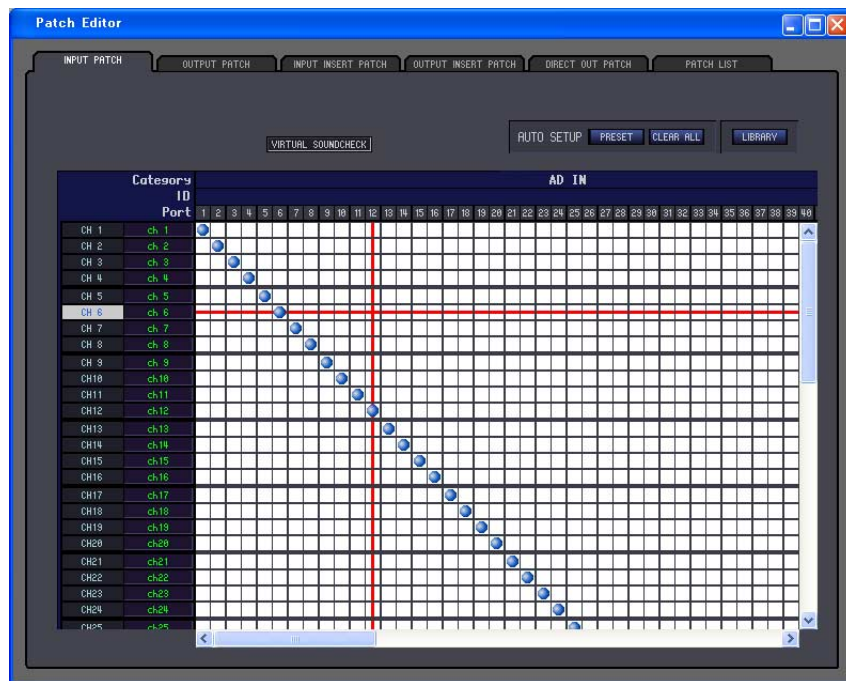 Patch Editor
INPUT PATCH OUTPUT PATCH INPUT INSERT PATCH OUTPUT INSERT PATCH DIRECT OUT PATCH PATCH LIST
VIRTUAL SOUNDCHECK AUTO SETUP PRESET CLEAR ALL LIBRARY
Category AD IN
ID
Port 1 2 3 4 5 6 7 8 9 10 11 12 13 14 15 16 17 18 19 20 21 22 23 24 25 26 27 28 29 30 31 32 33 34 35 36 37 38 39 40
CH 1 ch 1
CH 2 ch 2
CH 3 ch 3
CH 4 ch 4
CH 5 ch 5
CH 6 ch 6
CH 7 ch 7
CH 8 ch 8
CH 9 ch 9
CH10 ch10
CH11 ch11
CH12 ch12
CH13 ch13
CH14 ch14
CH15 ch15
CH16 ch16
CH17 ch17
CH18 ch18
CH19 ch19
CH20 ch20
CH21 ch21
CH22 ch22
CH23 ch23
CH24 ch24
CH25 ch25